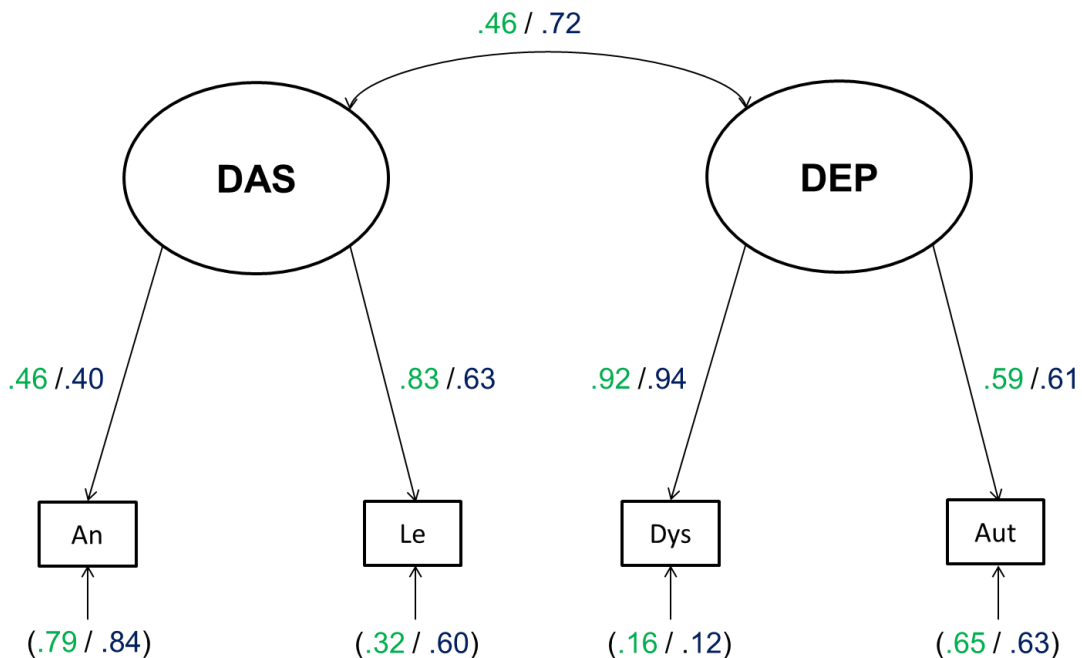 .46 / .72
DAS
DEP
.46 /.40
.83 /.63
.92 /.94
.59 /.61
An
Le
Dys
Aut
(.79 / .84)
(.32 / .60)
(.16 / .12)
(.65 / .63)